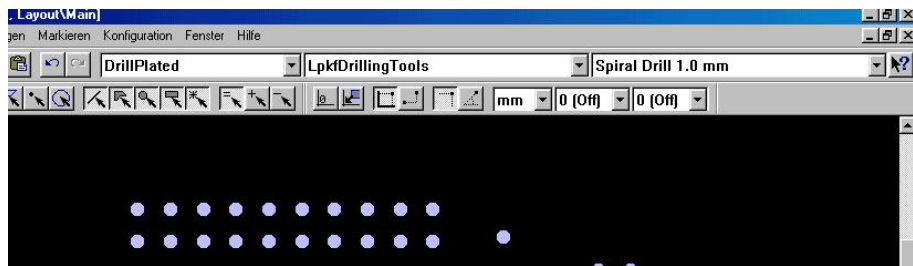 , Layout\Main]
gen Markieren Konfiguration Fenster Hilfe
DrillPlated LpkfDrillingTools Spiral Drill 1.0 mm
mm 0 (Off) 0 (Off)